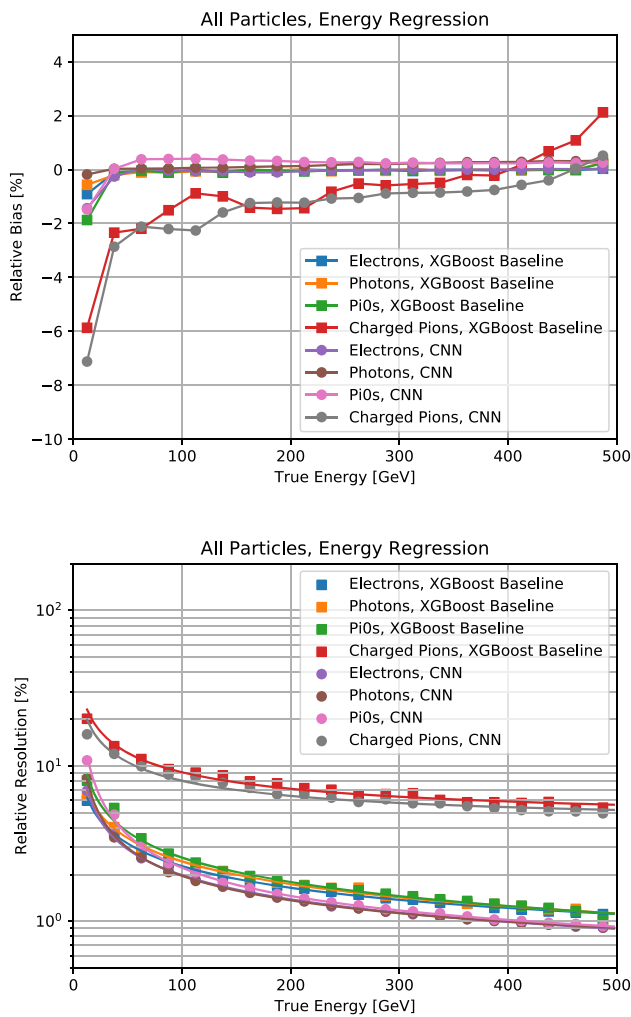 All Particles, Energy Regression
4
2
0
−2
−4
−6
−8
−10
Relative Bias [%]
Electrons, XGBoost Baseline
Photons, XGBoost Baseline
Pi0s, XGBoost Baseline
Charged Pions, XGBoost Baseline
Electrons, CNN
Photons, CNN
Pi0s, CNN
Charged Pions, CNN
0 100 200 300 400 500
True Energy [GeV]
All Particles, Energy Regression
10²
10¹
10⁰
Relative Resolution [%]
Electrons, XGBoost Baseline
Photons, XGBoost Baseline
Pi0s, XGBoost Baseline
Charged Pions, XGBoost Baseline
Electrons, CNN
Photons, CNN
Pi0s, CNN
Charged Pions, CNN
0 100 200 300 400 500
True Energy [GeV]